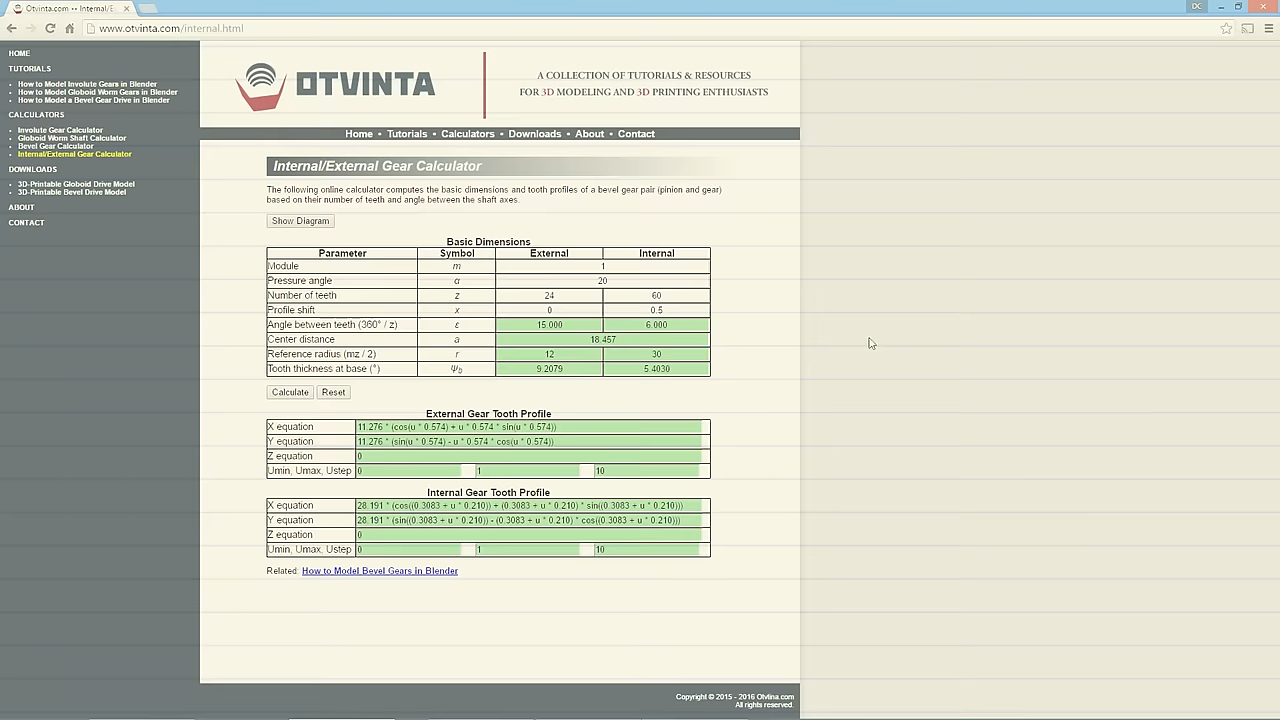 Otvinta.com -- Internal/E
DC
www.otvinta.com/internal.html
HOME
TUTORIALS
How to Model Involute Gears in Blender
How to Model Globoid Worm Gears in Blender
How to Model a Bevel Gear Drive in Blender
CALCULATORS
Involute Gear Calculator
Globoid Worm Shaft Calculator
Bevel Gear Calculator
Internal/External Gear Calculator
DOWNLOADS
3D-Printable Globoid Drive Model
3D-Printable Bevel Drive Model
ABOUT
CONTACT
OTVINTA
A COLLECTION OF TUTORIALS & RESOURCES
FOR 3D MODELING AND 3D PRINTING ENTHUSIASTS
Home • Tutorials • Calculators • Downloads • About • Contact
Internal/External Gear Calculator
The following online calculator computes the basic dimensions and tooth profiles of a bevel gear pair (pinion and gear)
based on their number of teeth and angle between the shaft axes.
Show Diagram
Basic Dimensions
Parameter Symbol External Internal
Module m 1
Pressure angle α 20
Number of teeth z 24 60
Profile shift x 0 0.5
Angle between teeth (360° / z) ε 15.000 6.000
Center distance a 18.457
Reference radius (mz / 2) r 12 30
Tooth thickness at base (°) Ψb 9.2079 5.4030
Calculate Reset
External Gear Tooth Profile
X equation 11.276 * (cos(u * 0.574) + u * 0.574 * sin(u * 0.574))
Y equation 11.276 * (sin(u * 0.574) - u * 0.574 * cos(u * 0.574))
Z equation 0
Umin, Umax, Ustep 0 1 10
Internal Gear Tooth Profile
X equation 28.191 * (cos((0.3083 + u * 0.210)) + (0.3083 + u * 0.210) * sin((0.3083 + u * 0.210)))
Y equation 28.191 * (sin((0.3083 + u * 0.210)) - (0.3083 + u * 0.210) * cos((0.3083 + u * 0.210)))
Z equation 0
Umin, Umax, Ustep 0 1 10
Related: How to Model Bevel Gears in Blender
Copyright © 2015 - 2016 Otvinta.com
All rights reserved.